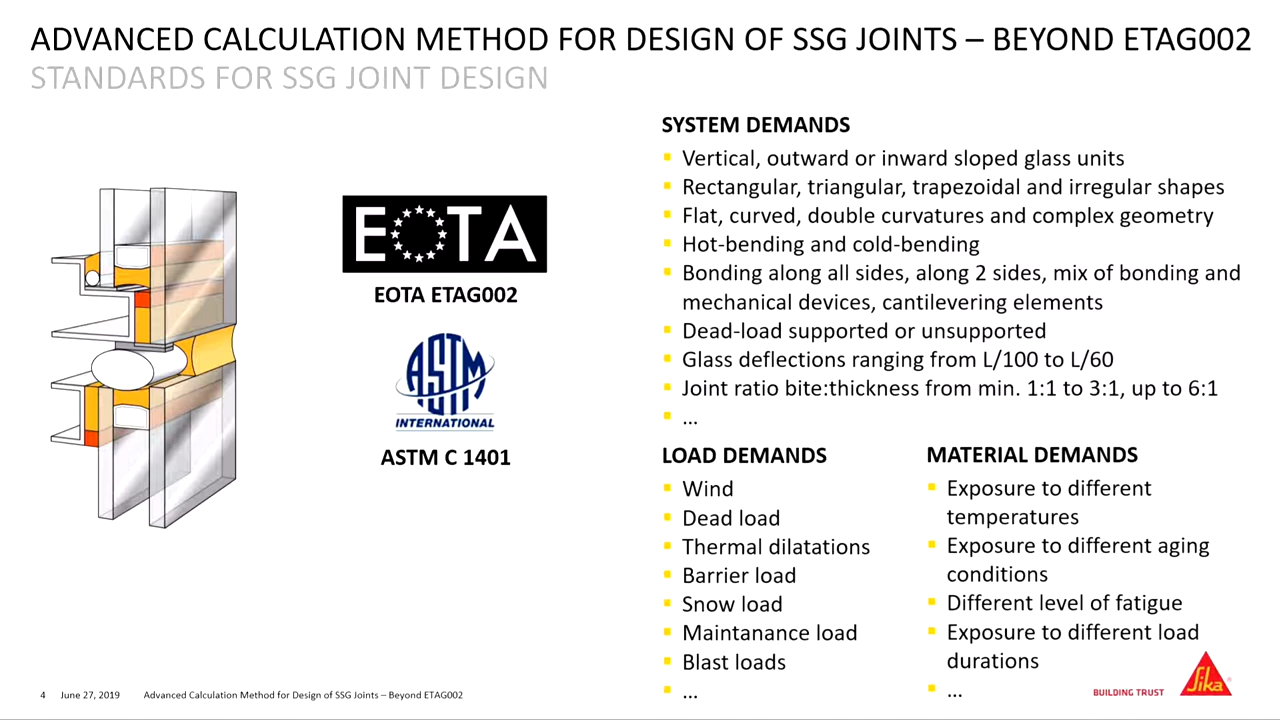 ADVANCED CALCULATION METHOD FOR DESIGN OF SSG JOINTS – BEYOND ETAG002
STANDARDS FOR SSG JOINT DESIGN
EOTA
EOTA ETAG002
ASTM
INTERNATIONAL
ASTM C 1401
SYSTEM DEMANDS
Vertical, outward or inward sloped glass units
Rectangular, triangular, trapezoidal and irregular shapes
Flat, curved, double curvatures and complex geometry
Hot-bending and cold-bending
Bonding along all sides, along 2 sides, mix of bonding and
mechanical devices, cantilevering elements
Dead-load supported or unsupported
Glass deflections ranging from L/100 to L/60
Joint ratio bite:thickness from min. 1:1 to 3:1, up to 6:1
...
LOAD DEMANDS
Wind
Dead load
Thermal dilatations
Barrier load
Snow load
Maintanance load
Blast loads
...
MATERIAL DEMANDS
Exposure to different
temperatures
Exposure to different aging
conditions
Different level of fatigue
Exposure to different load
durations
...
4 June 27, 2019 Advanced Calculation Method for Design of SSG Joints – Beyond ETAG002
BUILDING TRUST
Sika®